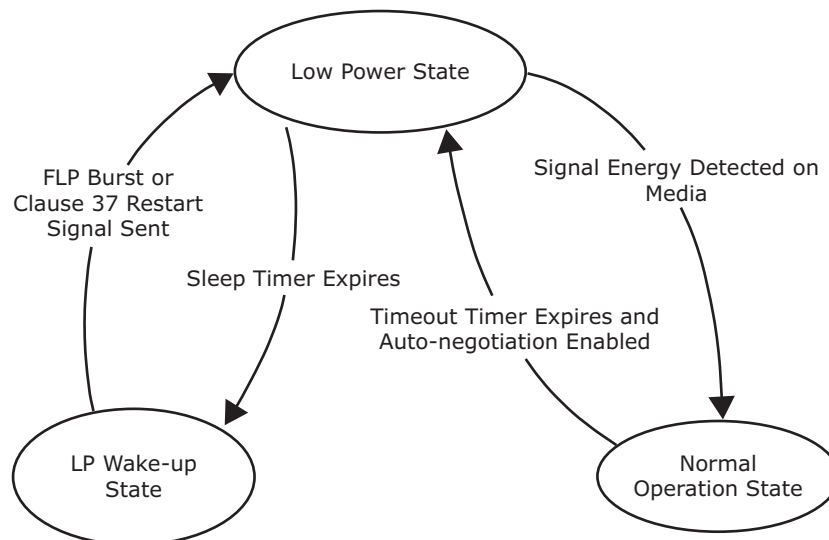 Low Power State
FLP Burst or
Clause 37 Restart
Signal Sent
Signal Energy Detected on
Media
Sleep Timer Expires
Timeout Timer Expires and
Auto-negotiation Enabled
LP Wake-up
State
Normal
Operation State